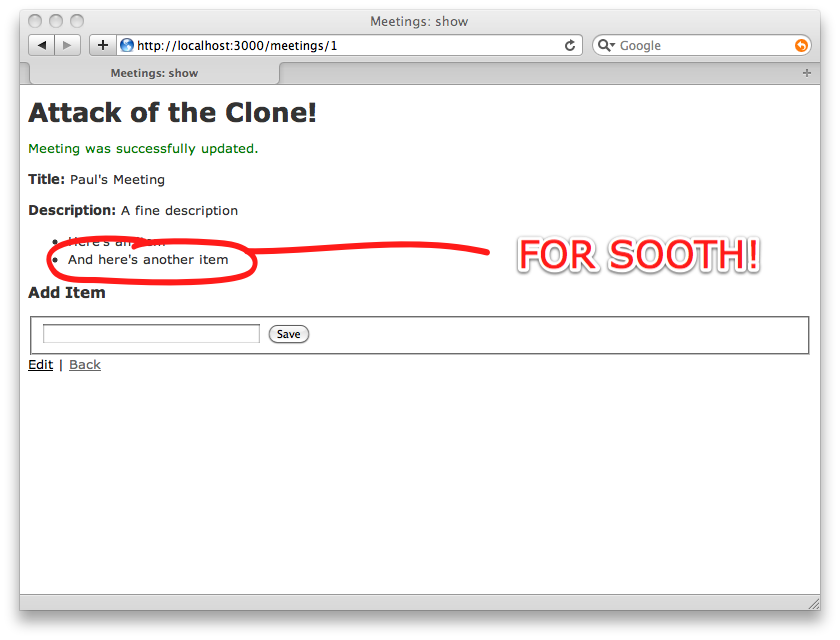 Meetings: show
http://localhost:3000/meetings/1
Google
Meetings: show
Attack of the Clone!
Meeting was successfully updated.
Title: Paul's Meeting
Description: A fine description
Here's an item
And here's another item
FOR SOOTH!
Add Item
Save
Edit | Back